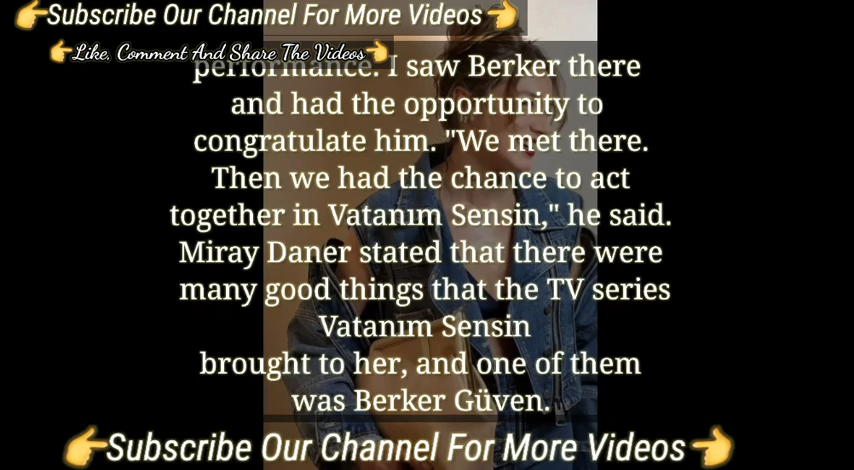 👉Subscribe Our Channel For More Videos👈
👉Like, Comment And Share The Videos👈
performance. I saw Berker there
and had the opportunity to
congratulate him. "We met there.
Then we had the chance to act
together in Vatanım Sensin," he said.
Miray Daner stated that there were
many good things that the TV series
Vatanım Sensin
brought to her, and one of them
was Berker Güven.
👉Subscribe Our Channel For More Videos👈